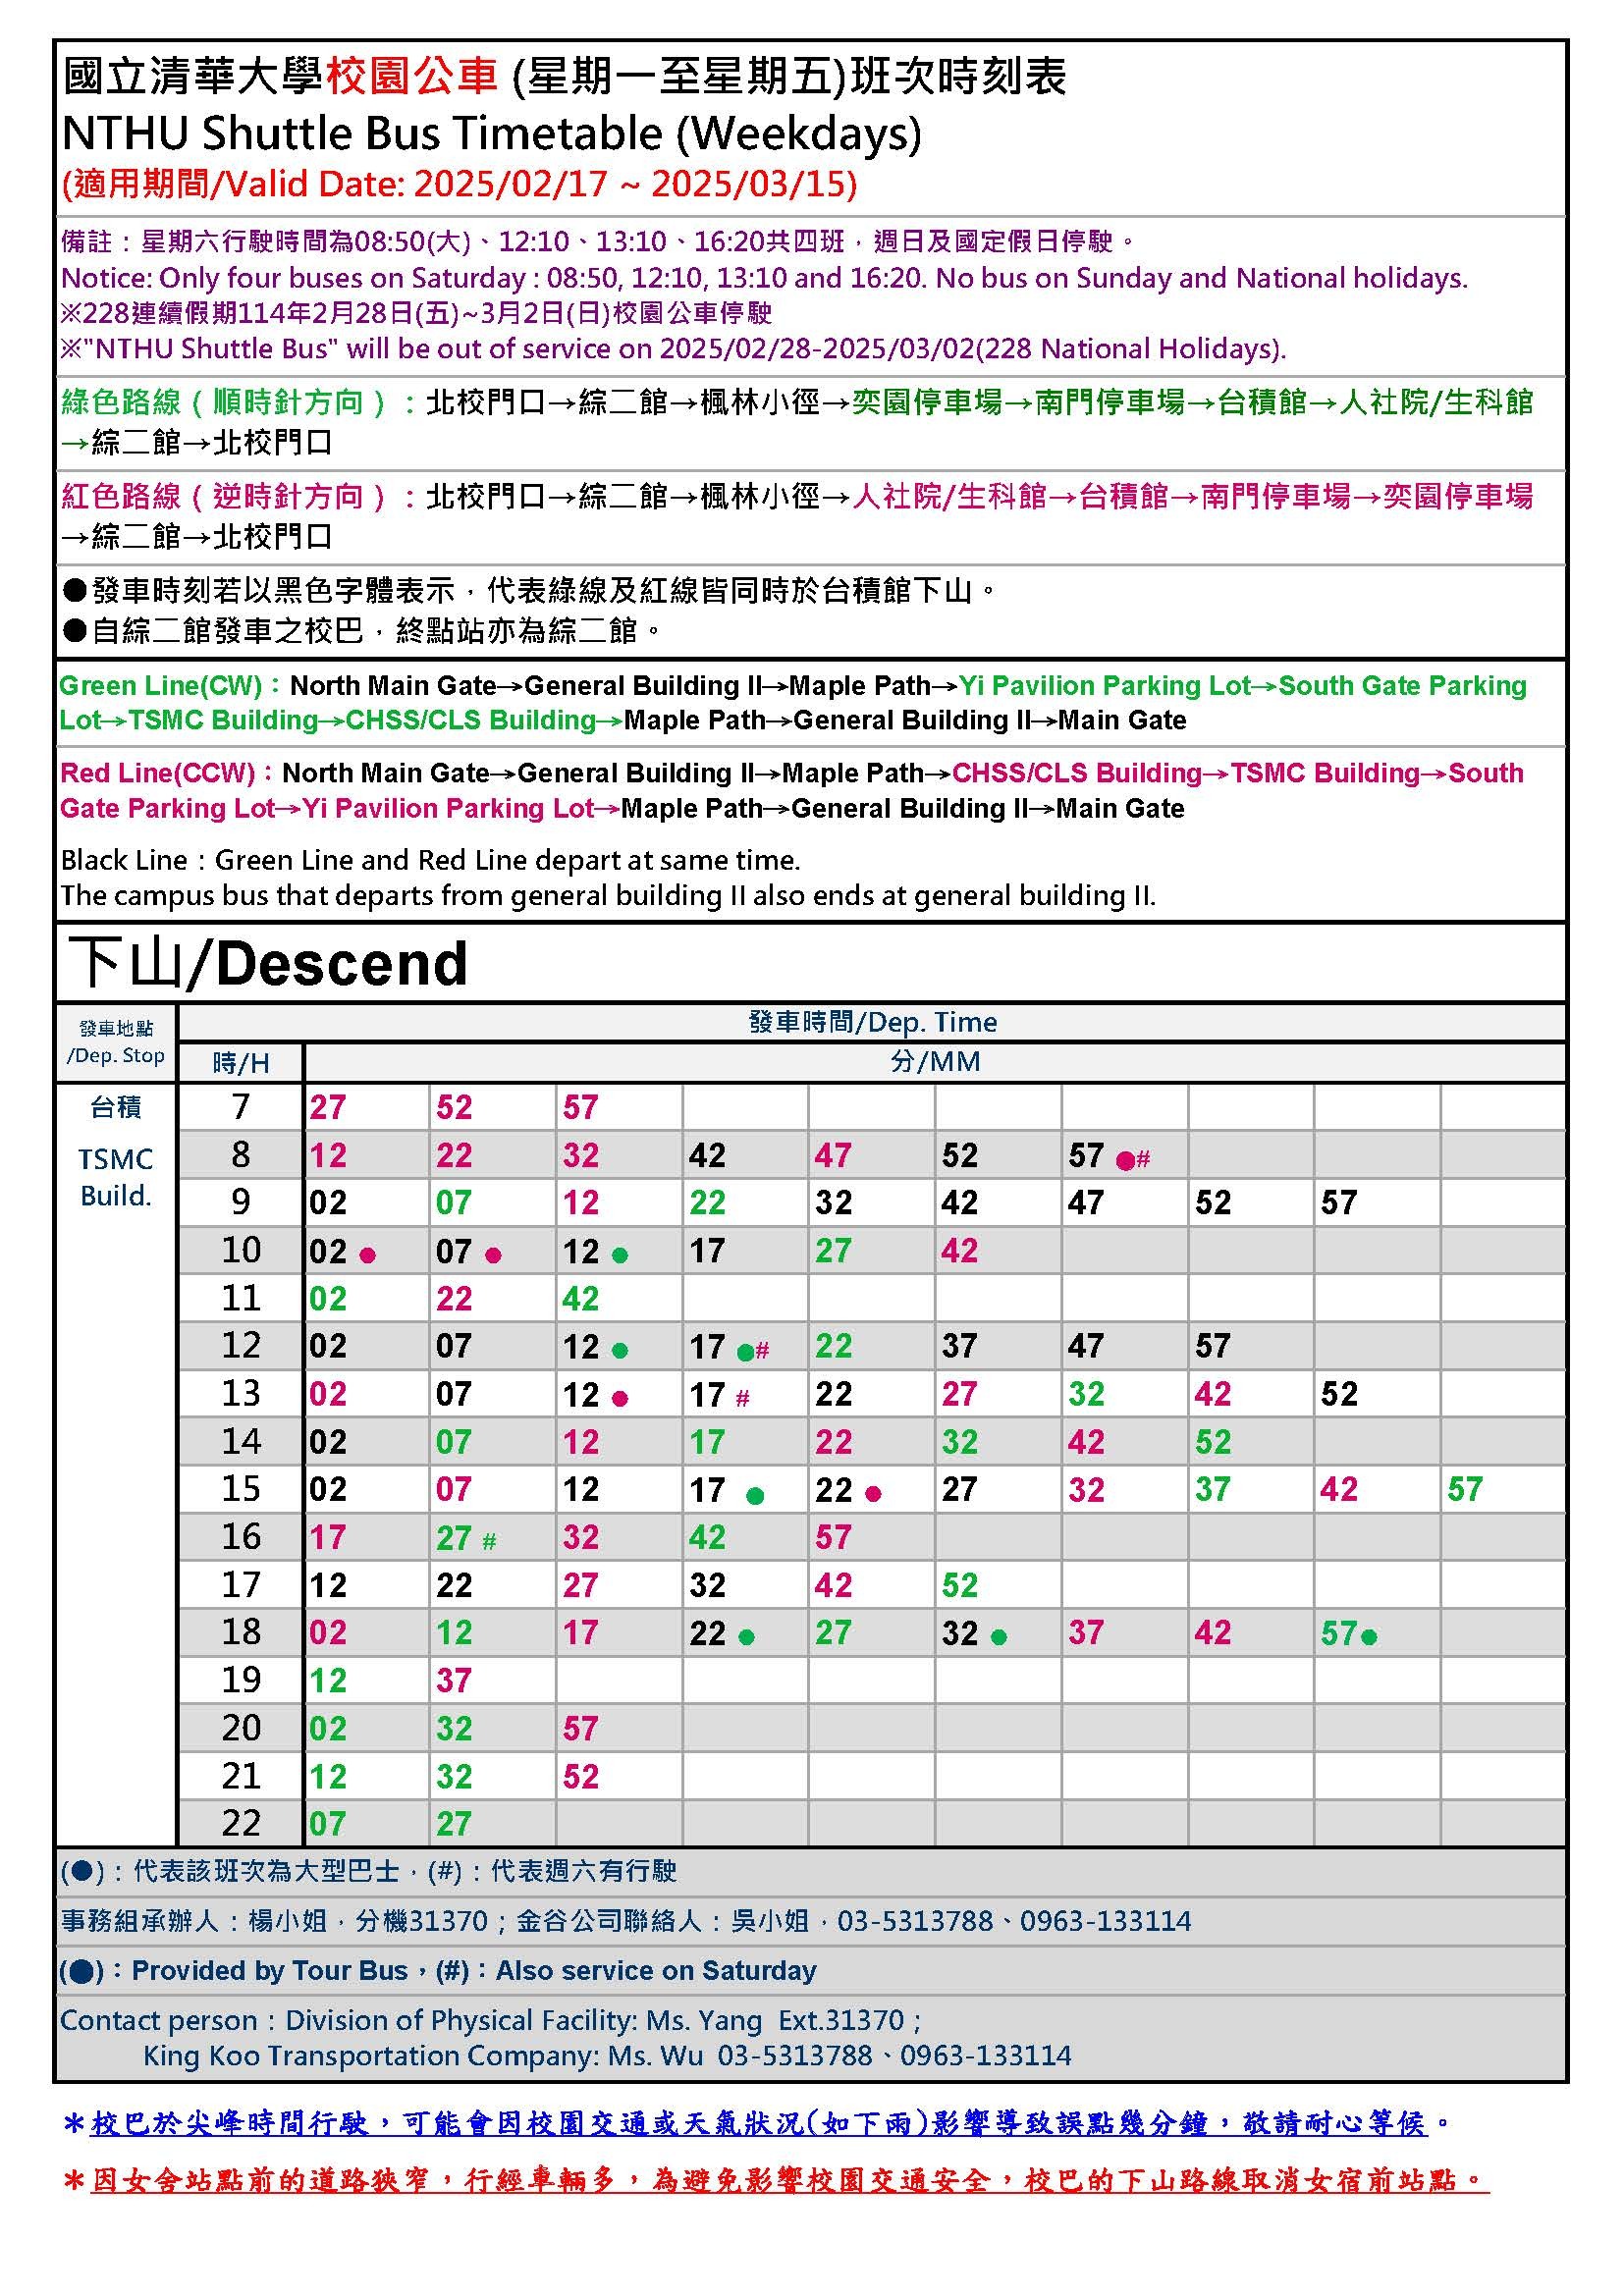 國立清華大學校園公車 (星期一至星期五)班次時刻表
NTHU Shuttle Bus Timetable (Weekdays)
(適用期間/Valid Date: 2025/02/17 ~ 2025/03/15)
備註：星期六行駛時間為08:50(大)、12:10、13:10、16:20共四班，週日及國定假日停駛。
Notice: Only four buses on Saturday : 08:50, 12:10, 13:10 and 16:20. No bus on Sunday and National holidays.
※228連續假期114年2月28日(五)~3月2日(日)校園公車停駛
※"NTHU Shuttle Bus" will be out of service on 2025/02/28-2025/03/02(228 National Holidays).
綠色路線（順時針方向）：北校門口→綜二館→楓林小徑→奕園停車場→南門停車場→台積館→人社院/生科館
→綜二館→北校門口
紅色路線（逆時針方向）：北校門口→綜二館→楓林小徑→人社院/生科館→台積館→南門停車場→奕園停車場
→綜二館→北校門口
●發車時刻若以黑色字體表示，代表綠線及紅線皆同時於台積館下山。
●自綜二館發車之校巴，終點站亦為綜二館。
Green Line(CW)：North Main Gate→General Building II→Maple Path→Yi Pavilion Parking Lot→South Gate Parking
Lot→TSMC Building→CHSS/CLS Building→Maple Path→General Building II→Main Gate
Red Line(CCW)：North Main Gate→General Building II→Maple Path→CHSS/CLS Building→TSMC Building→South
Gate Parking Lot→Yi Pavilion Parking Lot→Maple Path→General Building II→Main Gate
Black Line：Green Line and Red Line depart at same time.
The campus bus that departs from general building II also ends at general building II.
下山/Descend
發車地點
/Dep. Stop
發車時間/Dep. Time
時/H 分/MM
台積
TSMC
Build.
7 27 52 57
8 12 22 32 42 47 52 57 ●#
9 02 07 12 22 32 42 47 52 57
10 02 ● 07 ● 12 ● 17 27 42
11 02 22 42
12 02 07 12 ● 17 ●# 22 37 47 57
13 02 07 12 ● 17 # 22 27 32 42 52
14 02 07 12 17 22 32 42 52
15 02 07 12 17 ● 22 ● 27 32 37 42 57
16 17 27 # 32 42 57
17 12 22 27 32 42 52
18 02 12 17 22 ● 27 32 ● 37 42 57●
19 12 37
20 02 32 57
21 12 32 52
22 07 27
(●)：代表該班次為大型巴士，(#)：代表週六有行駛
事務組承辦人：楊小姐，分機31370；金谷公司聯絡人：吳小姐，03-5313788、0963-133114
(●)：Provided by Tour Bus，(#)：Also service on Saturday
Contact person：Division of Physical Facility: Ms. Yang Ext.31370；
King Koo Transportation Company: Ms. Wu 03-5313788、0963-133114
＊校巴於尖峰時間行駛，可能會因校園交通或天氣狀況(如下雨)影響導致誤點幾分鐘，敬請耐心等候。
＊因女舍站點前的道路狹窄，行經車輛多，為避免影響校園交通安全，校巴的下山路線取消女宿前站點。